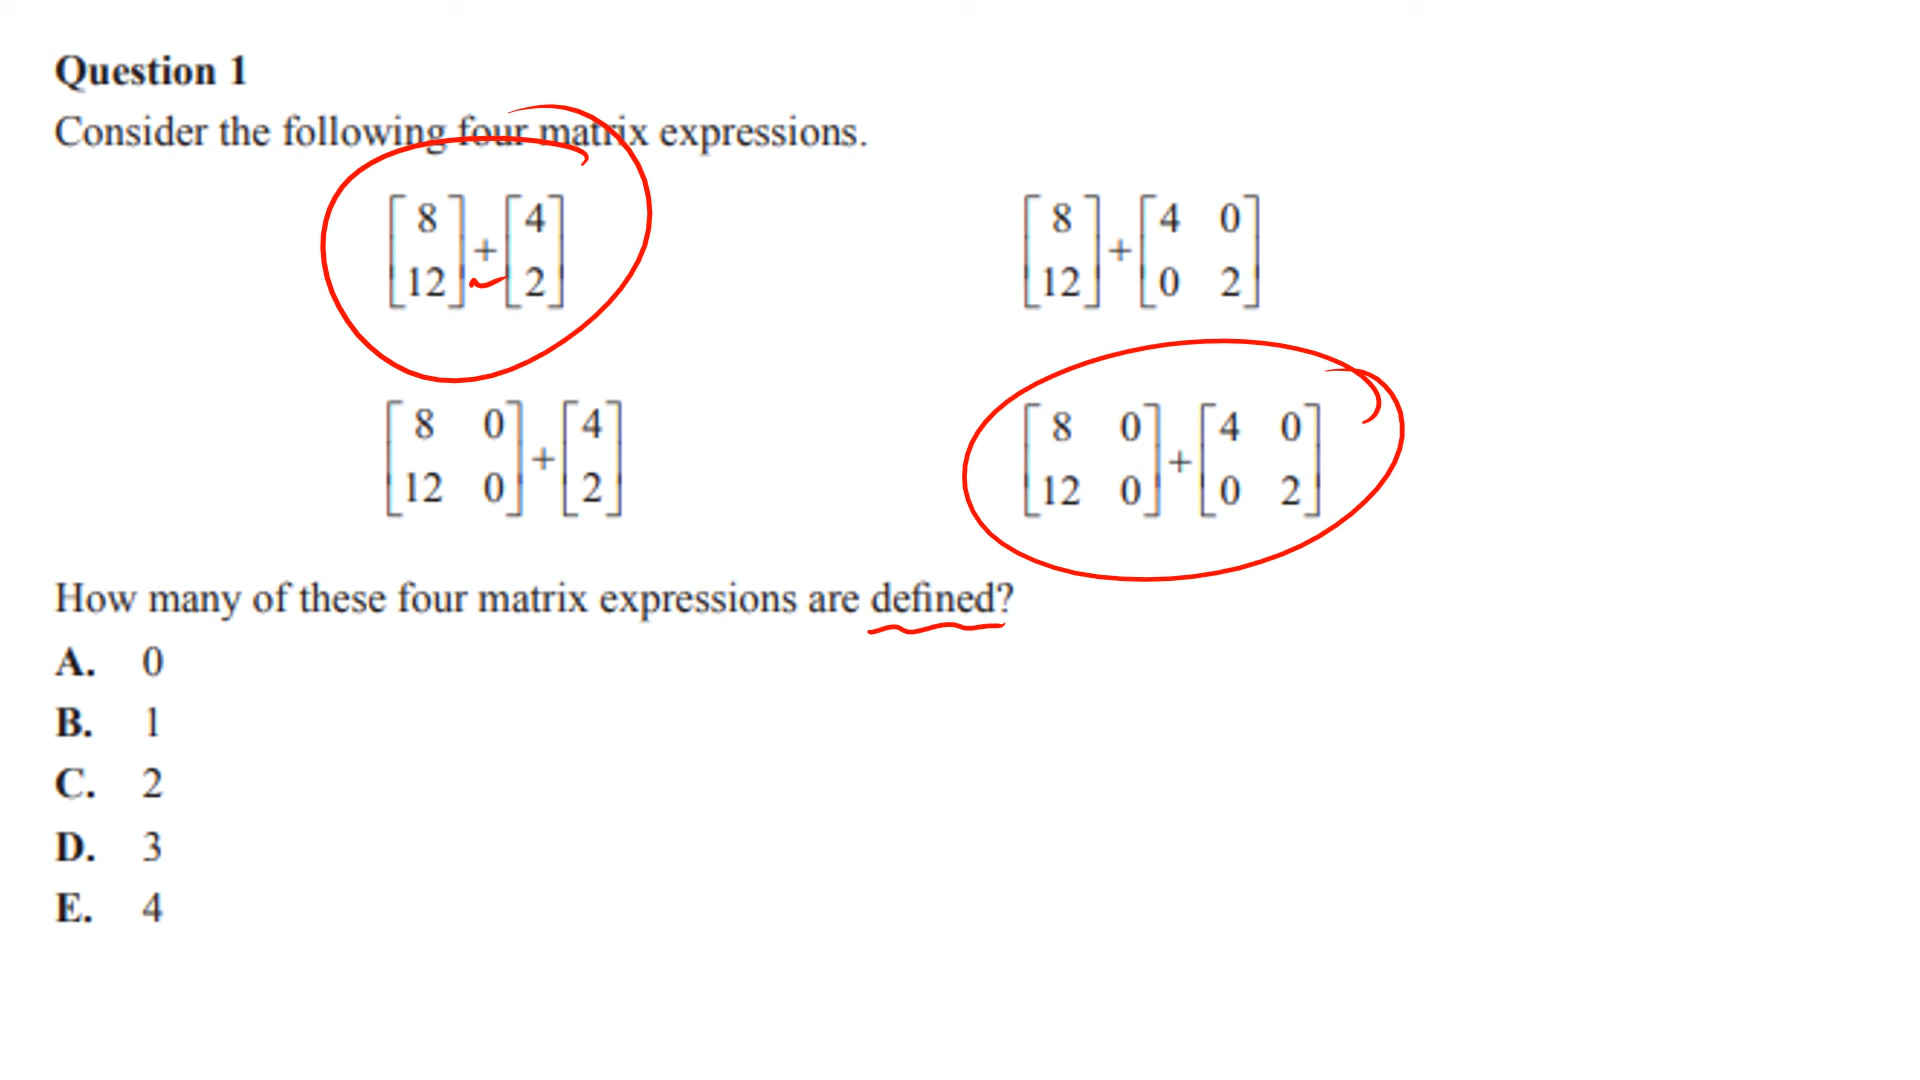 Question 1
Consider the following four matrix expressions.
[8 12] + [4 2]
[8 12] + [4 0 0 2]
[8 0 12 0] + [4 2]
[8 0 12 0] + [4 0 0 2]
How many of these four matrix expressions are defined?
A. 0
B. 1
C. 2
D. 3
E. 4